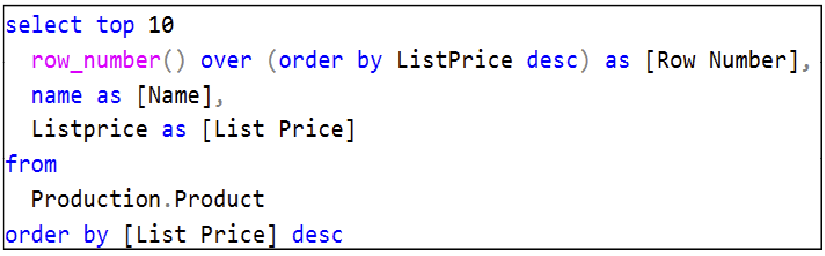 select top 10
row_number() over (order by ListPrice desc) as [Row Number],
name as [Name],
Listprice as [List Price]
from
Production.Product
order by [List Price] desc